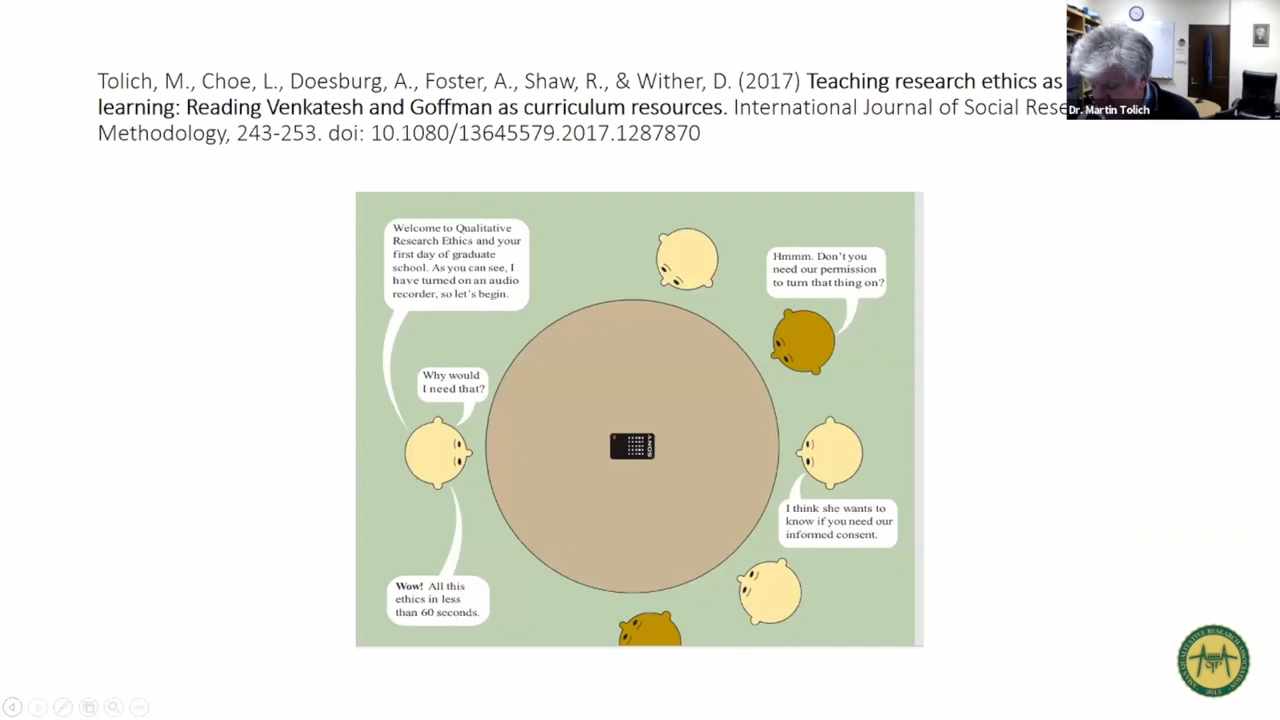 Tolich, M., Choe, L., Doesburg, A., Foster, A., Shaw, R., & Wither, D. (2017) Teaching research ethics as
learning: Reading Venkatesh and Goffman as curriculum resources. International Journal of Social Rese
Methodology, 243-253. doi: 10.1080/13645579.2017.1287870
Dr. Martin Tolich
Welcome to Qualitative
Research Ethics and your
first day of graduate
school. As you can see, I
have turned on an audio
recorder, so let's begin.
Hmmm. Don't you
need our permission
to turn that thing on?
Why would
I need that?
SONY
I think she wants to
know if you need our
informed consent.
Wow! All this
ethics in less
than 60 seconds.
ASIAN QUALITATIVE RESEARCH ASSOCIATION
2013